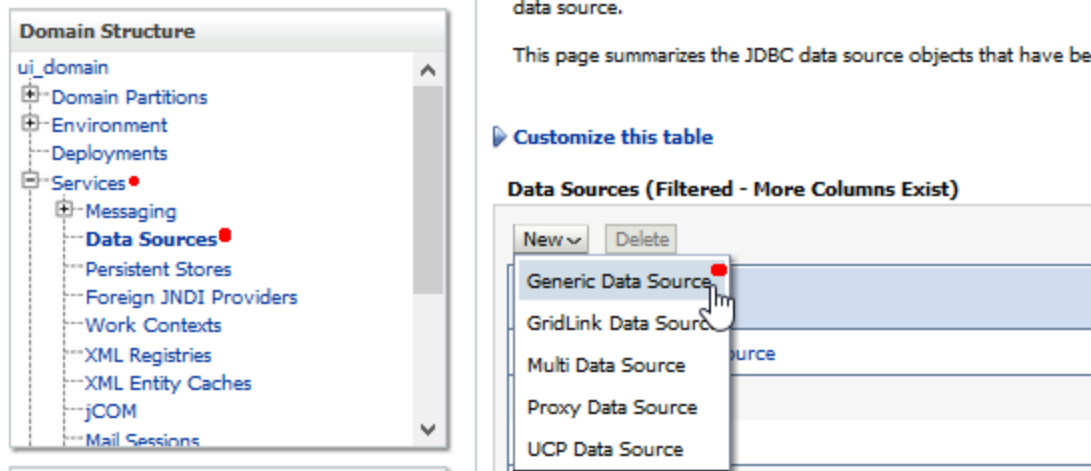 Domain Structure
ui_domain
Domain Partitions
Environment
Deployments
Services
Messaging
Data Sources
Persistent Stores
Foreign JNDI Providers
Work Contexts
XML Registries
XML Entity Caches
jCOM
Mail Sessions
data source.
This page summarizes the JDBC data source objects that have be
Customize this table
Data Sources (Filtered - More Columns Exist)
New Delete
Generic Data Source
GridLink Data Sourc
Multi Data Source
Proxy Data Source
UCP Data Source